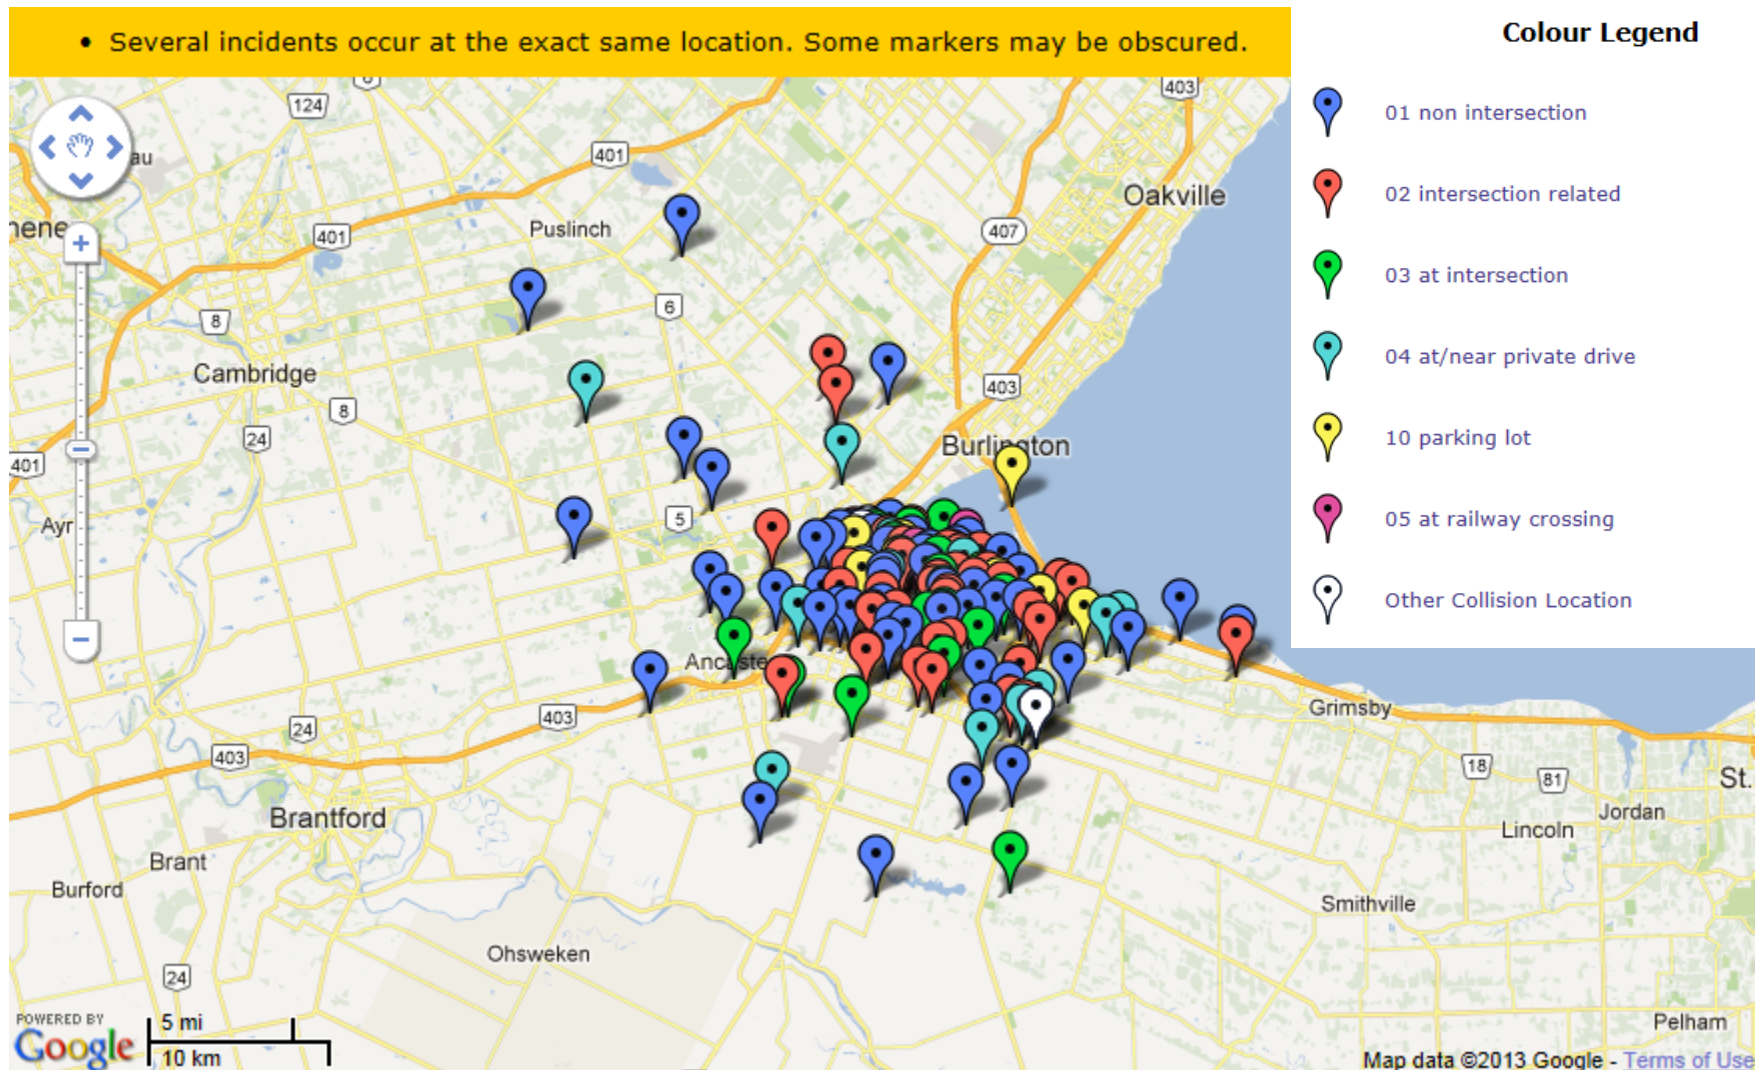 • Several incidents occur at the exact same location. Some markers may be obscured.
Colour Legend
01 non intersection
02 intersection related
03 at intersection
04 at/near private drive
10 parking lot
05 at railway crossing
Other Collision Location
403
124
401
au
Oakville
Puslinch
407
401
6
8
Cambridge
403
8
24
Burlington
401
5
Ayr
Ancaste
Grimsby
403
24
403
18
81
St.
Jordan
Brantford
Lincoln
Brant
Burford
Smithville
Ohsweken
24
POWERED BY
Google
5 mi
10 km
Pelham
Map data ©2013 Google - Terms of Use